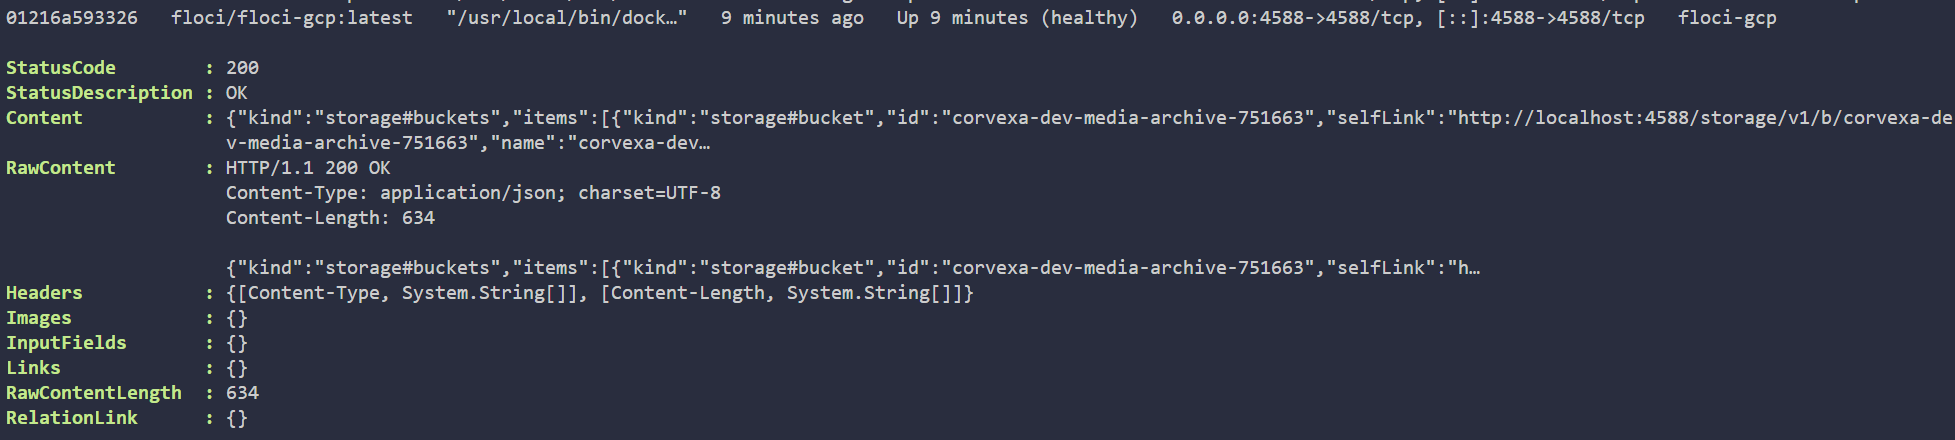 01216a593326   floci/floci-gcp:latest   "/usr/local/bin/dock…"   9 minutes ago   Up 9 minutes (healthy)   0.0.0.0:4588->4588/tcp, [::]:4588->4588/tcp   floci-gcp
StatusCode        : 200
StatusDescription : OK
Content           : {"kind":"storage#buckets","items":[{"kind":"storage#bucket","id":"corvexa-dev-media-archive-751663","selfLink":"http://localhost:4588/storage/v1/b/corvexa-de
                    v-media-archive-751663","name":"corvexa-dev…
RawContent        : HTTP/1.1 200 OK
                    Content-Type: application/json; charset=UTF-8
                    Content-Length: 634
                    {"kind":"storage#buckets","items":[{"kind":"storage#bucket","id":"corvexa-dev-media-archive-751663","selfLink":"h…
Headers           : {[Content-Type, System.String[]], [Content-Length, System.String[]]}
Images            : {}
InputFields       : {}
Links             : {}
RawContentLength  : 634
RelationLink      : {}